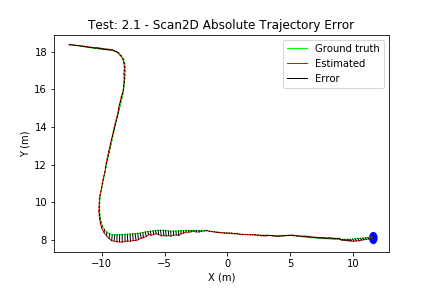 Test: 2.1 - Scan2D Absolute Trajectory Error
Ground truth
Estimated
Error
Y (m)
18
16
14
12
10
8
−10
−5
0
5
10
X (m)